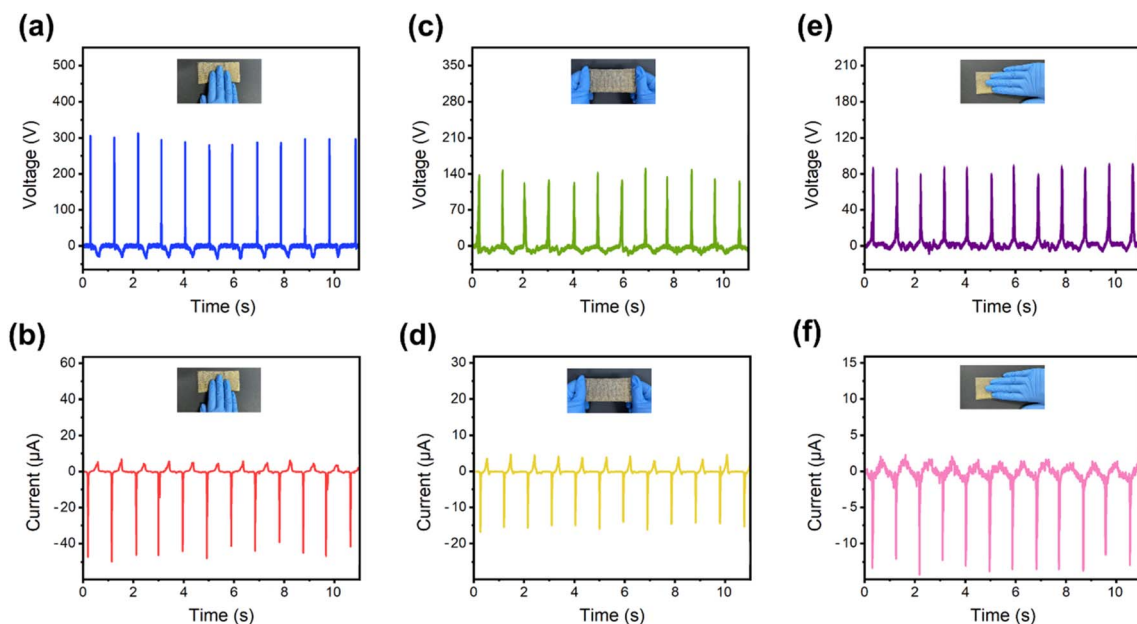 (a)
Voltage (V)
500
400
300
200
100
0
0 2 4 6 8 10
Time (s)
(c)
Voltage (V)
350
280
210
140
70
0
0 2 4 6 8 10
Time (s)
(e)
Voltage (V)
210
180
120
80
40
0
0 2 4 6 8 10
Time (s)
(b)
Current (µA)
60
40
20
0
-20
-40
0 2 4 6 8 10
Time (s)
(d)
Current (µA)
30
20
10
0
-10
-20
0 2 4 6 8 10
Time (s)
(f)
Current (µA)
15
10
5
0
-5
-10
0 2 4 6 8 10
Time (s)